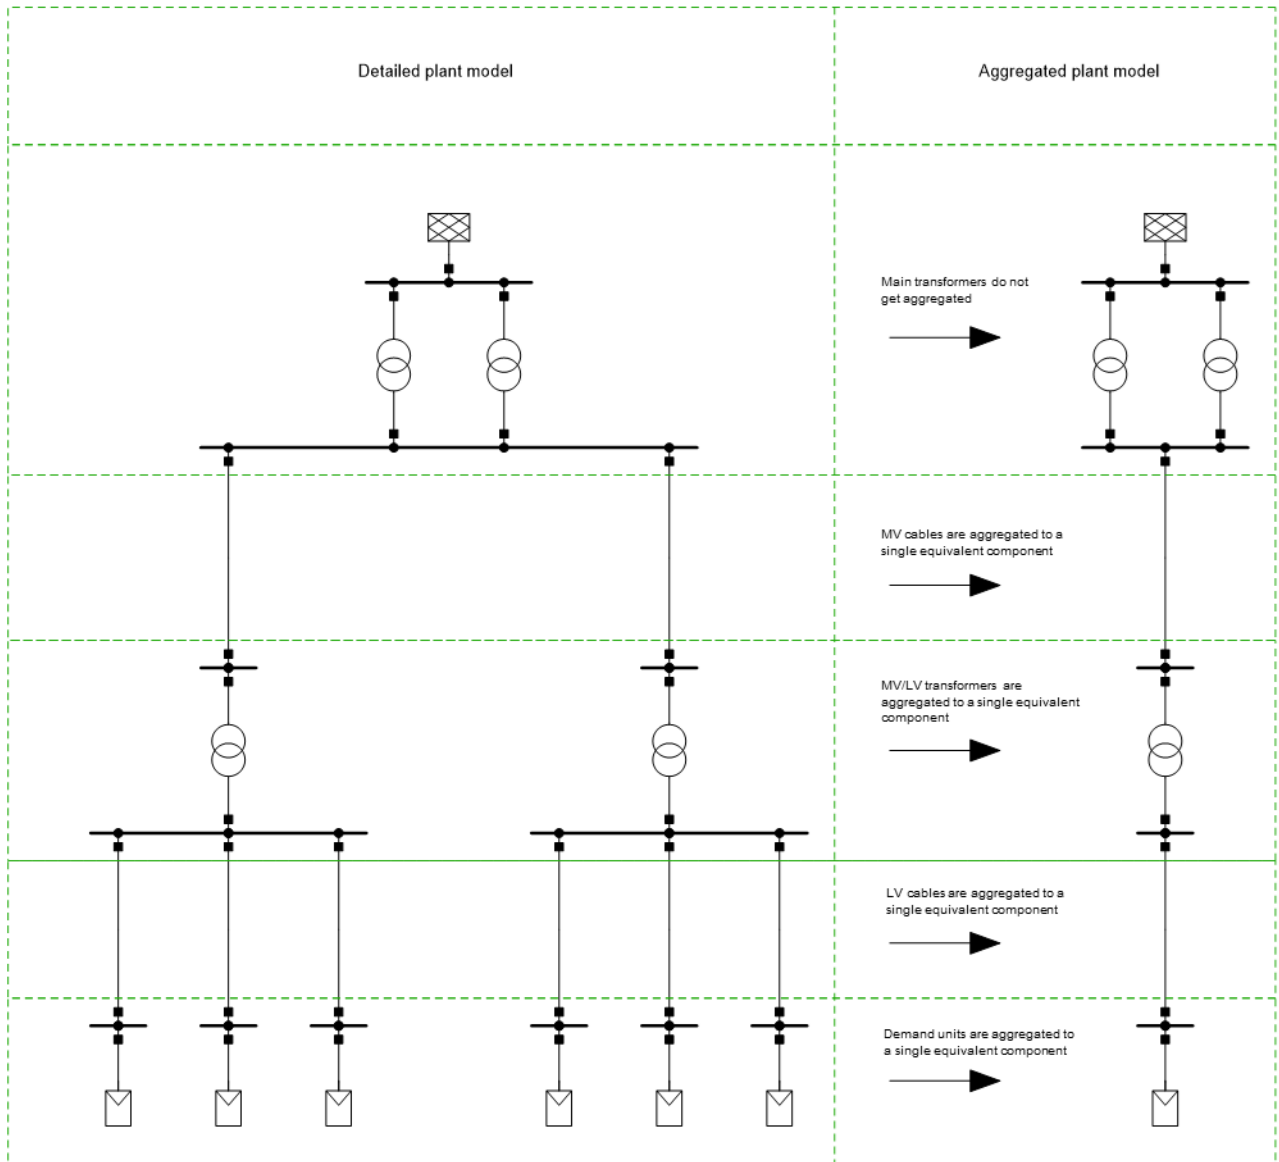 Detailed plant model
Aggregated plant model
Main transformers do not
get aggregated
MV cables are aggregated to a
single equivalent component
MV/LV transformers are
aggregated to a single equivalent
component
LV cables are aggregated to a
single equivalent component
Demand units are aggregated to
a single equivalent component